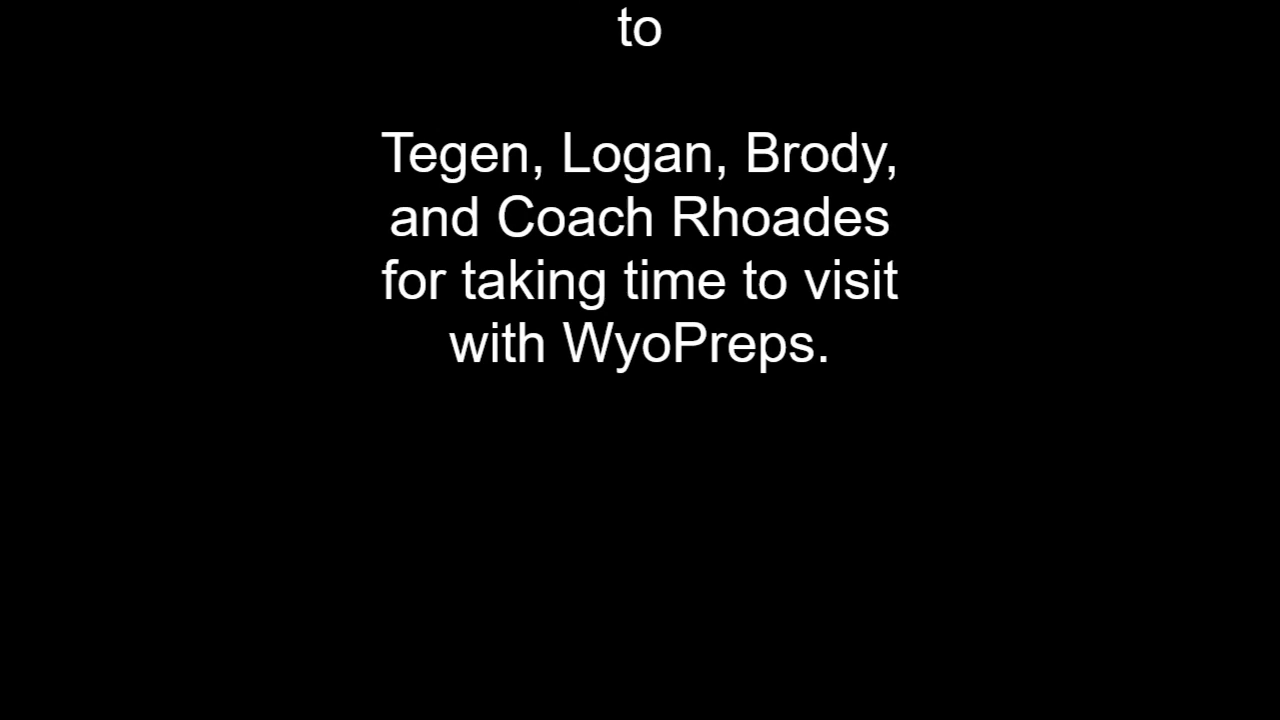 to
Tegen, Logan, Brody,
and Coach Rhoades
for taking time to visit
with WyoPreps.